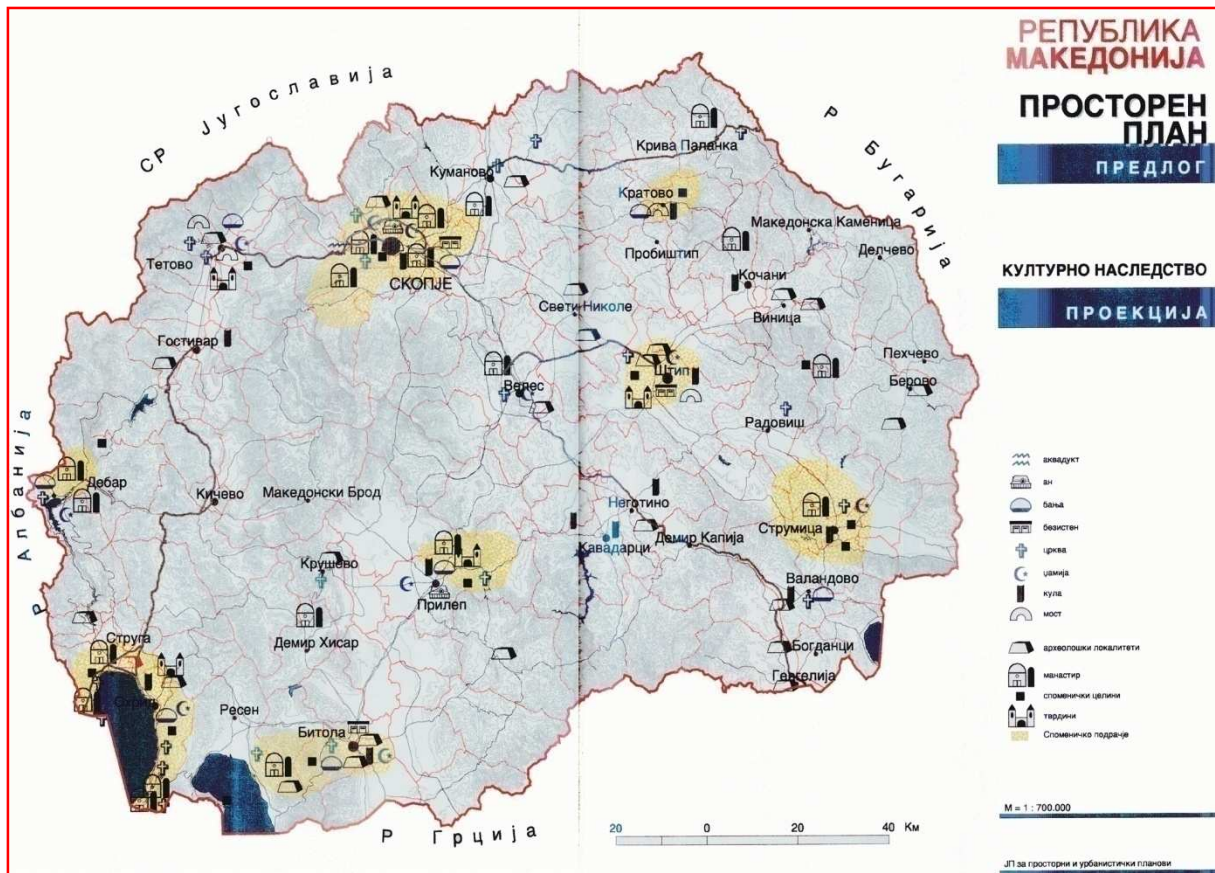 РЕПУБЛИКА
МАКЕДОНИЈА
ПРОСТОРЕН
ПЛАН
ПРЕДЛОГ
КУЛТУРНО НАСЛЕДСТВО
ПРОЕКЦИЈА
СР Југославија
Р Бугарија
Р Албанија
Р Грција
Крива Паланка
Куманово
Кратово
Македонска Каменица
Пробиштип
Делчево
Тетово
СКОПЈЕ
Кочани
Свети Николе
Виница
Гостивар
Пехчево
Велес
Штип
Берово
Радовиш
Дебар
Кичево
Македонски Брод
Неготино
Струмица
Кавадарци
Демир Капија
Крушево
Прилеп
Валандово
Струга
Демир Хисар
Богданци
Гевгелија
Охрид
Ресен
Битола
аквадукт
ан
бања
безистен
црква
џамија
кула
мост
археолошки локалитети
манастир
споменички целини
тврдини
Споменичко подрачје
М = 1 : 700.000
20 0 20 40 Км
ЈП за просторни и урбанистички планови